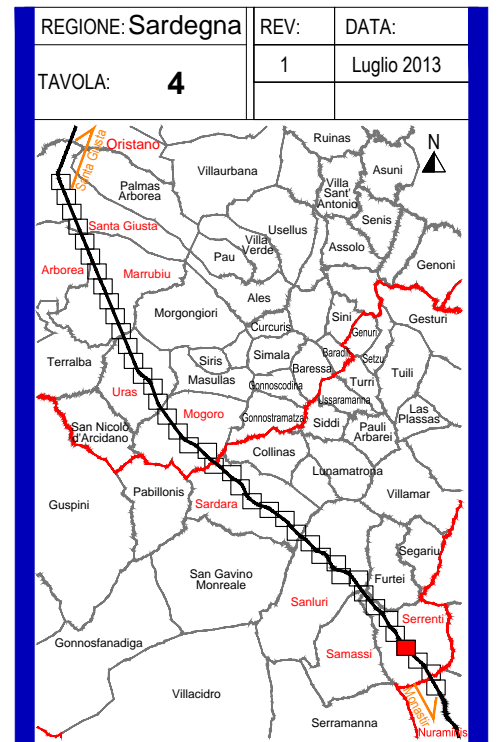 REGIONE: Sardegna
REV:
DATA:
TAVOLA: 4
1
Luglio 2013
N
Santa Giusta
Oristano
Ruinas
Villaurbana
Asuni
Palmas
Arborea
Villa
Sant'
Antonio
Senis
Usellus
Santa Giusta
Villa
Verde
Assolo
Pau
Genoni
Arborea
Marrubiu
Ales
Morgongiori
Sini
Gesturi
Curcuris
Genuri
Terralba
Siris
Simala
Baradili
Setzu
Baressa
Tuili
Masullas
Gonnoscodina
Turri
Uras
Ussaramanna
Mogoro
Gonnostramatza
Siddi
Las
Plassas
San Nicolò
d'Arcidano
Pauli
Arbarei
Collinas
Lunamatrona
Pabillonis
Villamar
Guspini
Sardara
Segariu
San Gavino
Monreale
Furtei
Sanluri
Serrenti
Gonnosfanadiga
Samassi
Villacidro
Monastir
Serramanna
Nuraminis